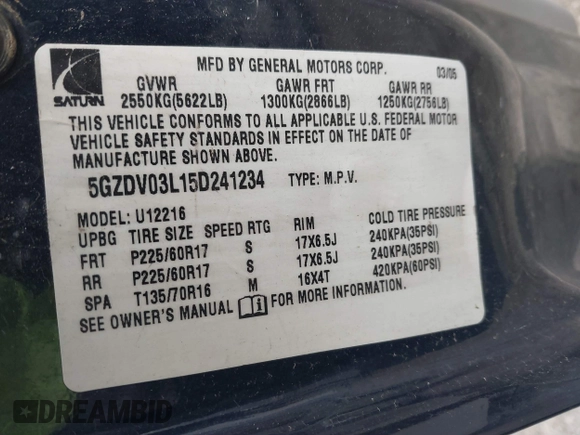 MFD BY GENERAL MOTORS CORP. 03/05
SATURN
GVWR GAWR FRT GAWR RR
2550KG(5622LB) 1300KG(2866LB) 1250KG(2756LB)
THIS VEHICLE CONFORMS TO ALL APPLICABLE U.S. FEDERAL MOTOR
VEHICLE SAFETY STANDARDS IN EFFECT ON THE DATE OF
MANUFACTURE SHOWN ABOVE.
5GZDV03L15D241234 TYPE: M.P.V.
MODEL: U12216
UPBG TIRE SIZE SPEED RTG RIM COLD TIRE PRESSURE
FRT P225/60R17 S 17X6.5J 240KPA(35PSI)
RR P225/60R17 S 17X6.5J 240KPA(35PSI)
SPA T135/70R16 M 16X4T 420KPA(60PSI)
SEE OWNER'S MANUAL FOR MORE INFORMATION.
DREAMBID